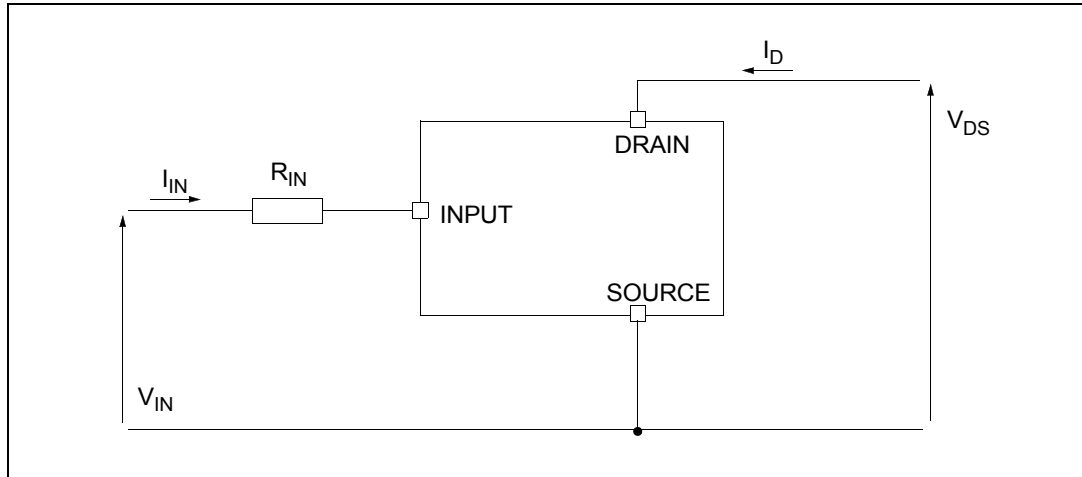 I_D
V_DS
DRAIN
I_IN
R_IN
INPUT
SOURCE
V_IN